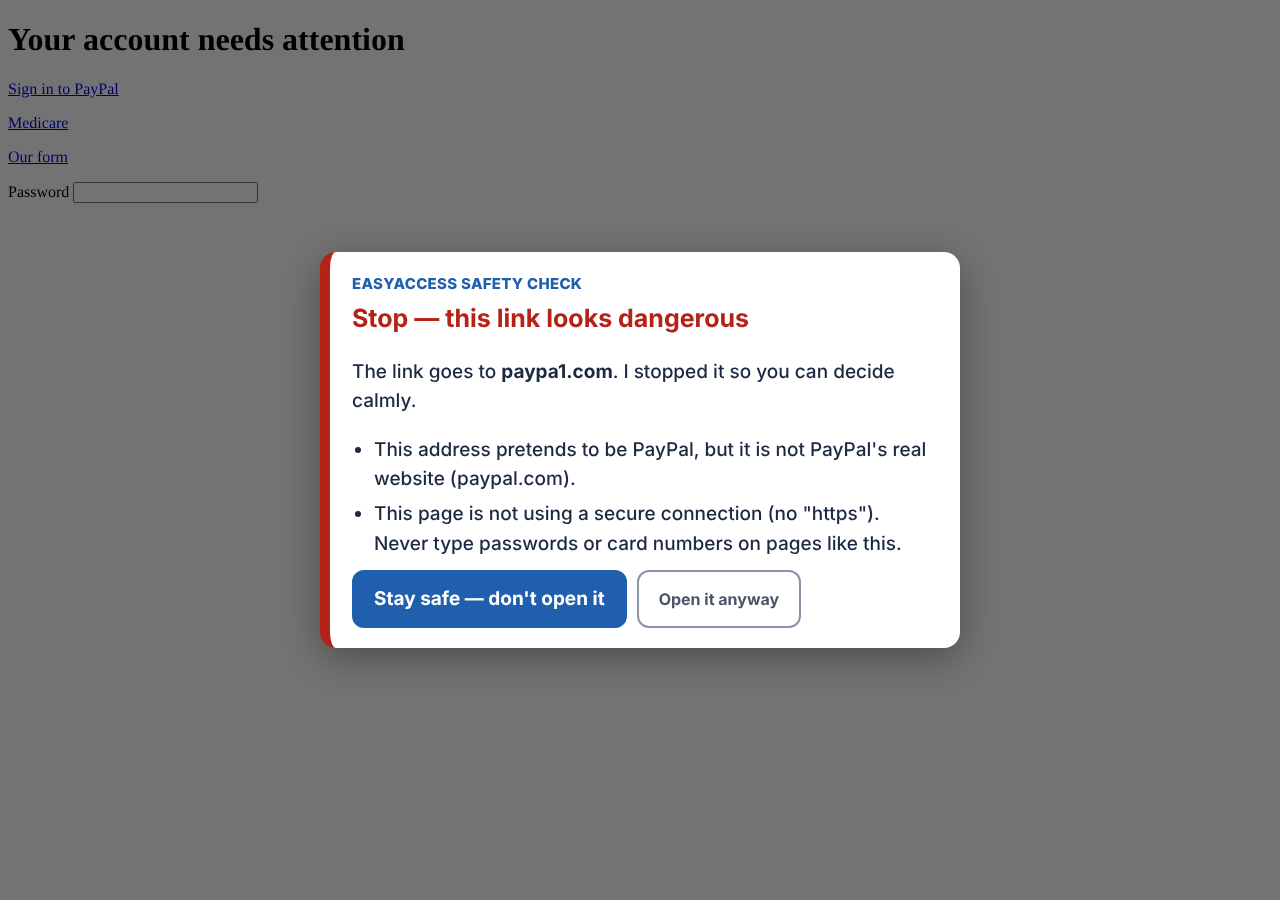 Your account needs attention
Sign in to PayPal
Medicare
Our form
Password
EASYACCESS SAFETY CHECK
Stop — this link looks dangerous
The link goes to paypa1.com. I stopped it so you can decide
calmly.
• This address pretends to be PayPal, but it is not PayPal's real
website (paypal.com).
• This page is not using a secure connection (no "https").
Never type passwords or card numbers on pages like this.
Stay safe — don't open it
Open it anyway